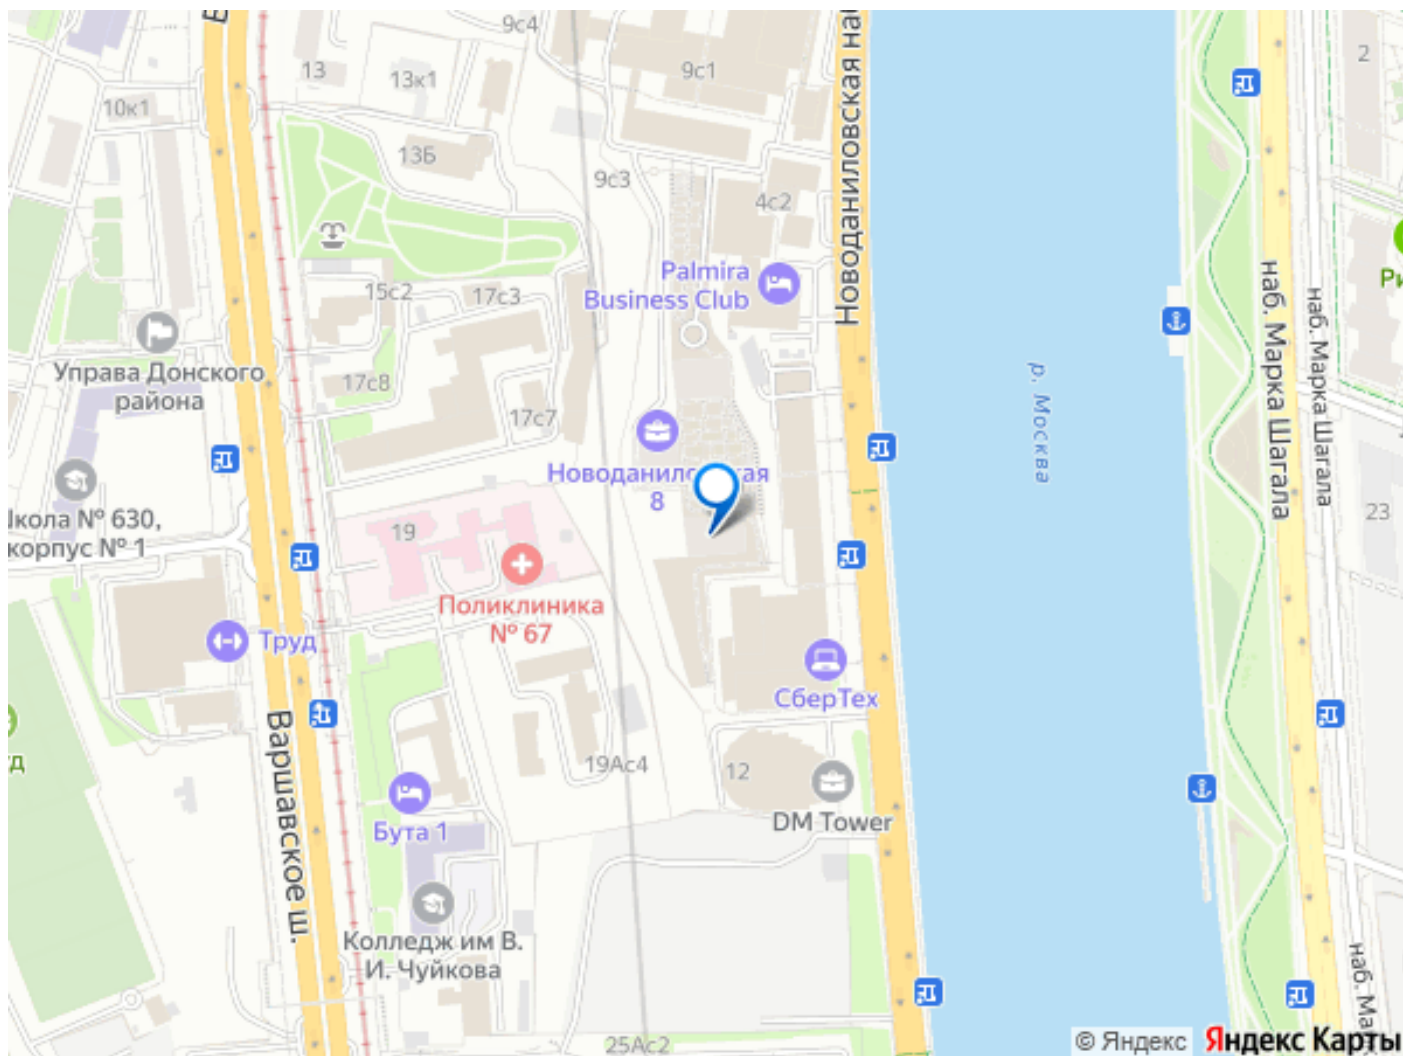 9с4
13
13к1
9с1
2
10к1
13Б
9с3
4с2
Новоданиловская
15с2
17с3
Palmira
Business Club
Управа Донского
района
17с8
17с7
р. Москва
наб. Марка Шагала
наб. Марка Шагала
Новоданиловская
8
Школа № 630,
корпус № 1
19
23
Поликлиника
№ 67
Труд
СберТех
Варшавское ш.
19Ас4
12
DM Tower
Бута 1
Колледж им В.
И. Чуйкова
25Ас2
© Яндекс
Яндекс Карты